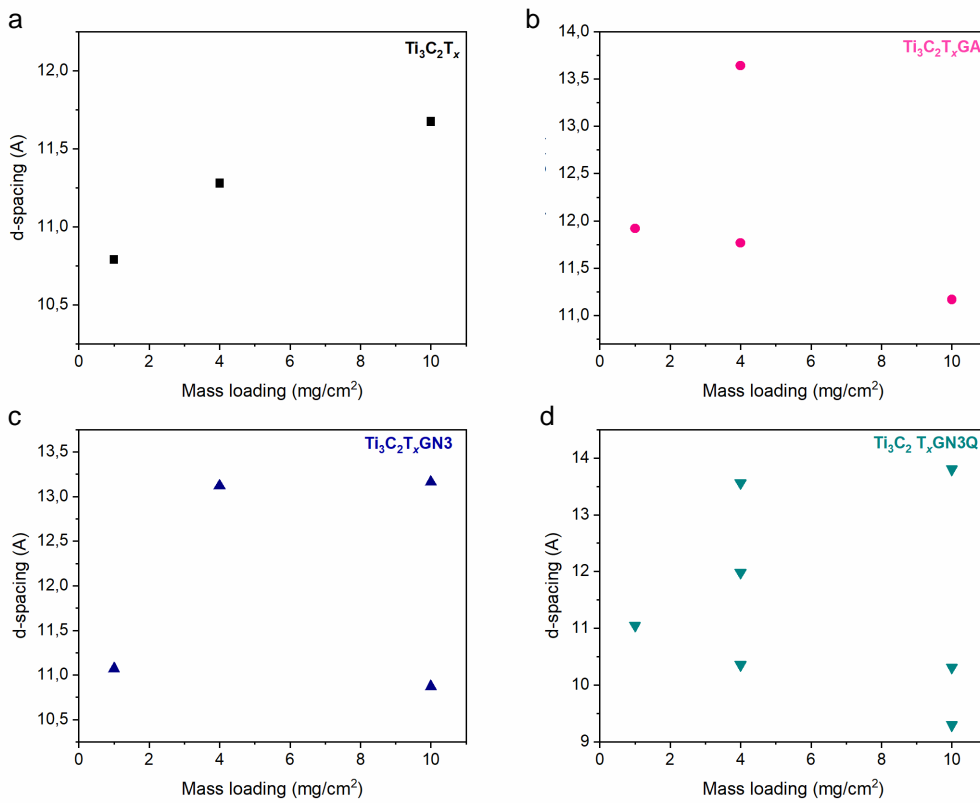 a
Ti₃C₂Tₓ
12,0
11,5
11,0
10,5
d-spacing (A)
0 2 4 6 8 10
Mass loading (mg/cm²)
b
Ti₃C₂TₓGA
14,0
13,5
13,0
12,5
12,0
11,5
11,0
0 2 4 6 8 10
Mass loading (mg/cm²)
c
Ti₃C₂TₓGN3
13,5
13,0
12,5
12,0
11,5
11,0
10,5
d-spacing (A)
0 2 4 6 8 10
Mass loading (mg/cm²)
d
Ti₃C₂ TₓGN3Q
14
13
12
11
10
9
d-spacing (A)
0 2 4 6 8 10
Mass loading (mg/cm²)